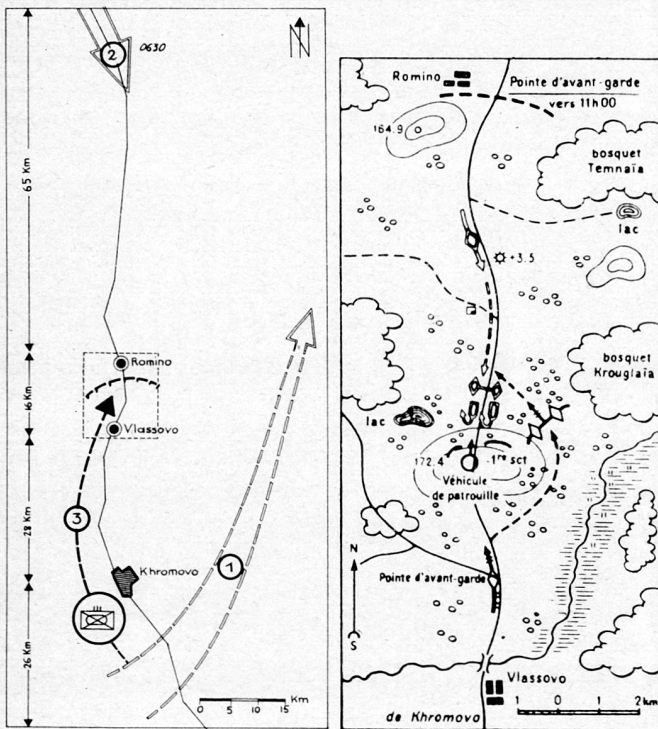 2
0630
N
65 Km
Romino
16 Km
Vlassovo
3
28 Km
Khromovo
1
26 Km
Km
0 5 10 15
Romino
Pointe d'avant-garde
vers 11h00
164.9
bosquet
Temnaïa
lac
+3.5
bosquet
Krouglaïa
lac
172.4
1re sct
Véhicule
de patrouille
N
Pointe d'avant-garde
S
Vlassovo
de Khromovo
1 0 1 2 km